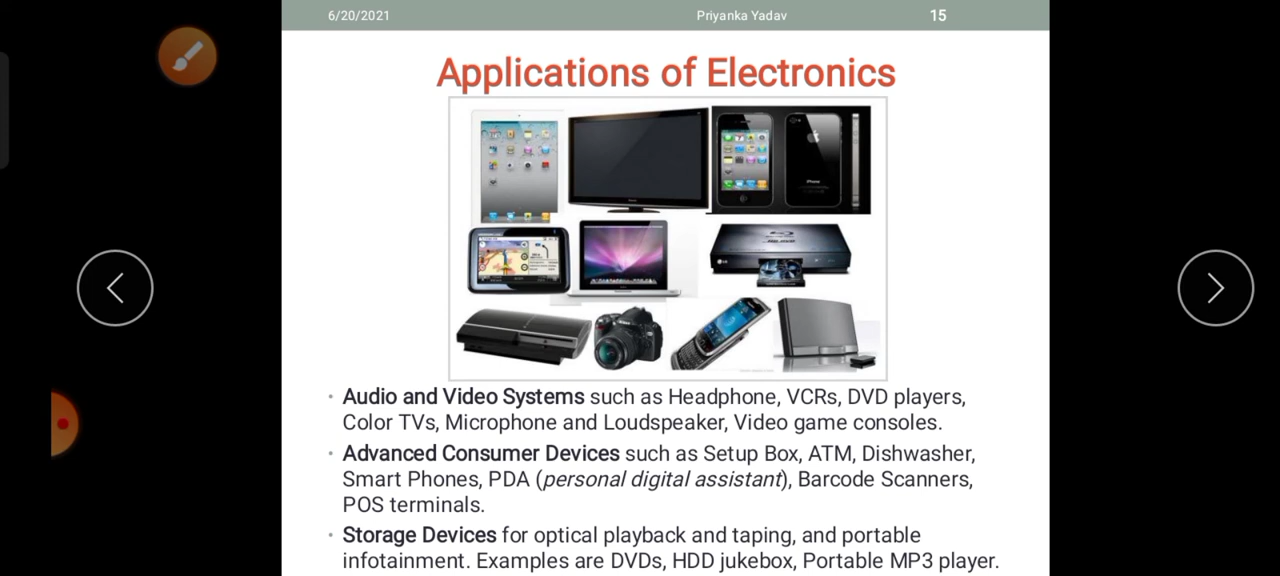 6/20/2021
Priyanka Yadav
15
Applications of Electronics
iPhone
LG
• Audio and Video Systems such as Headphone, VCRs, DVD players,
Color TVs, Microphone and Loudspeaker, Video game consoles.
• Advanced Consumer Devices such as Setup Box, ATM, Dishwasher,
Smart Phones, PDA (personal digital assistant), Barcode Scanners,
POS terminals.
• Storage Devices for optical playback and taping, and portable
infotainment. Examples are DVDs, HDD jukebox, Portable MP3 player.